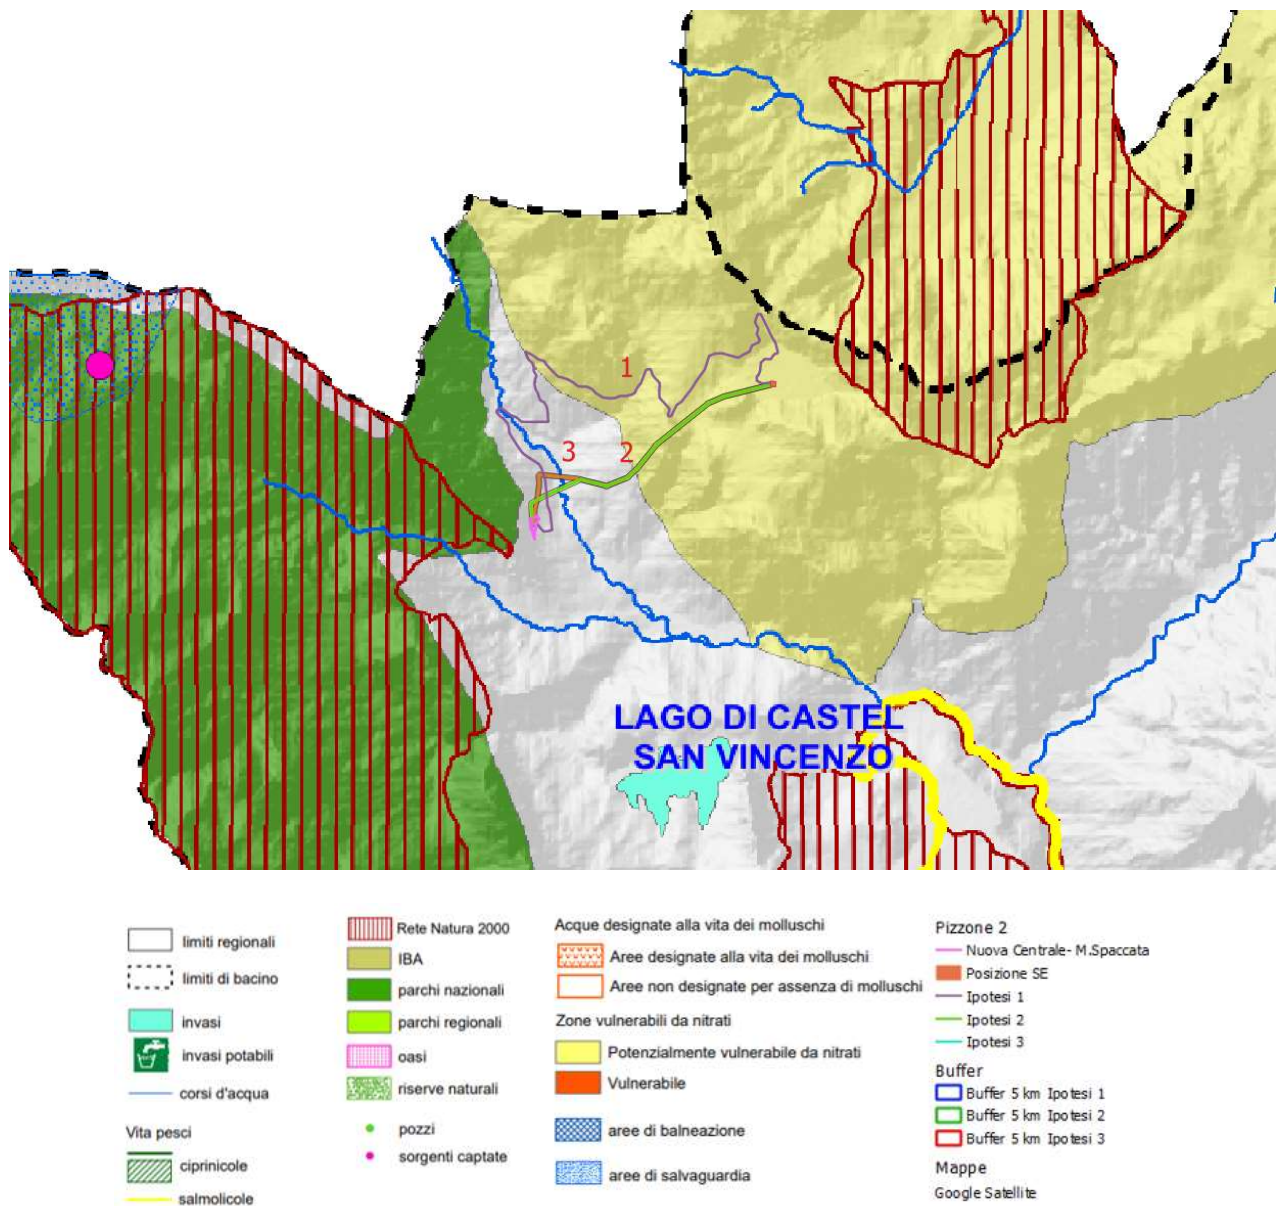 1
3
2
LAGO DI CASTEL
SAN VINCENZO
limiti regionali
limiti di bacino
invasi
invasi potabili
corsi d'acqua
Vita pesci
ciprinicole
salmolicole
Rete Natura 2000
IBA
parchi nazionali
parchi regionali
oasi
riserve naturali
pozzi
sorgenti captate
Acque designate alla vita dei molluschi
Aree designate alla vita dei molluschi
Aree non designate per assenza di molluschi
Zone vulnerabili da nitrati
Potenzialmente vulnerabile da nitrati
Vulnerabile
aree di balneazione
aree di salvaguardia
Pizzone 2
Nuova Centrale- M.Spaccata
Posizione SE
Ipotesi 1
Ipotesi 2
Ipotesi 3
Buffer
Buffer 5 km Ipotesi 1
Buffer 5 km Ipotesi 2
Buffer 5 km Ipotesi 3
Mappe
Google Satellite